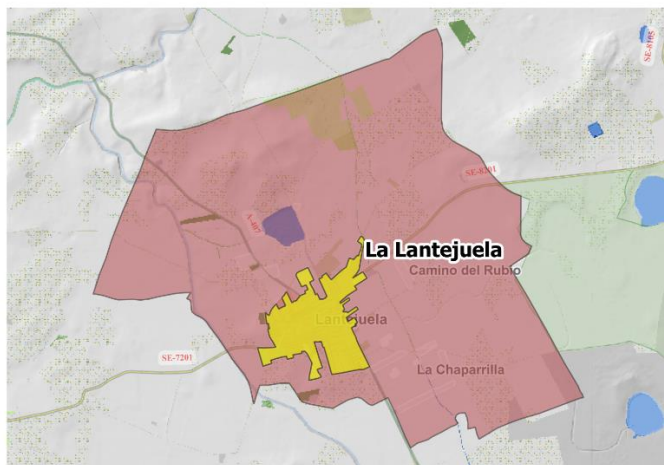 SE-8105
SE-8201
A-407
La Lantejuela
Camino del Rubio
Lantejuela
SE-7201
La Chaparrilla